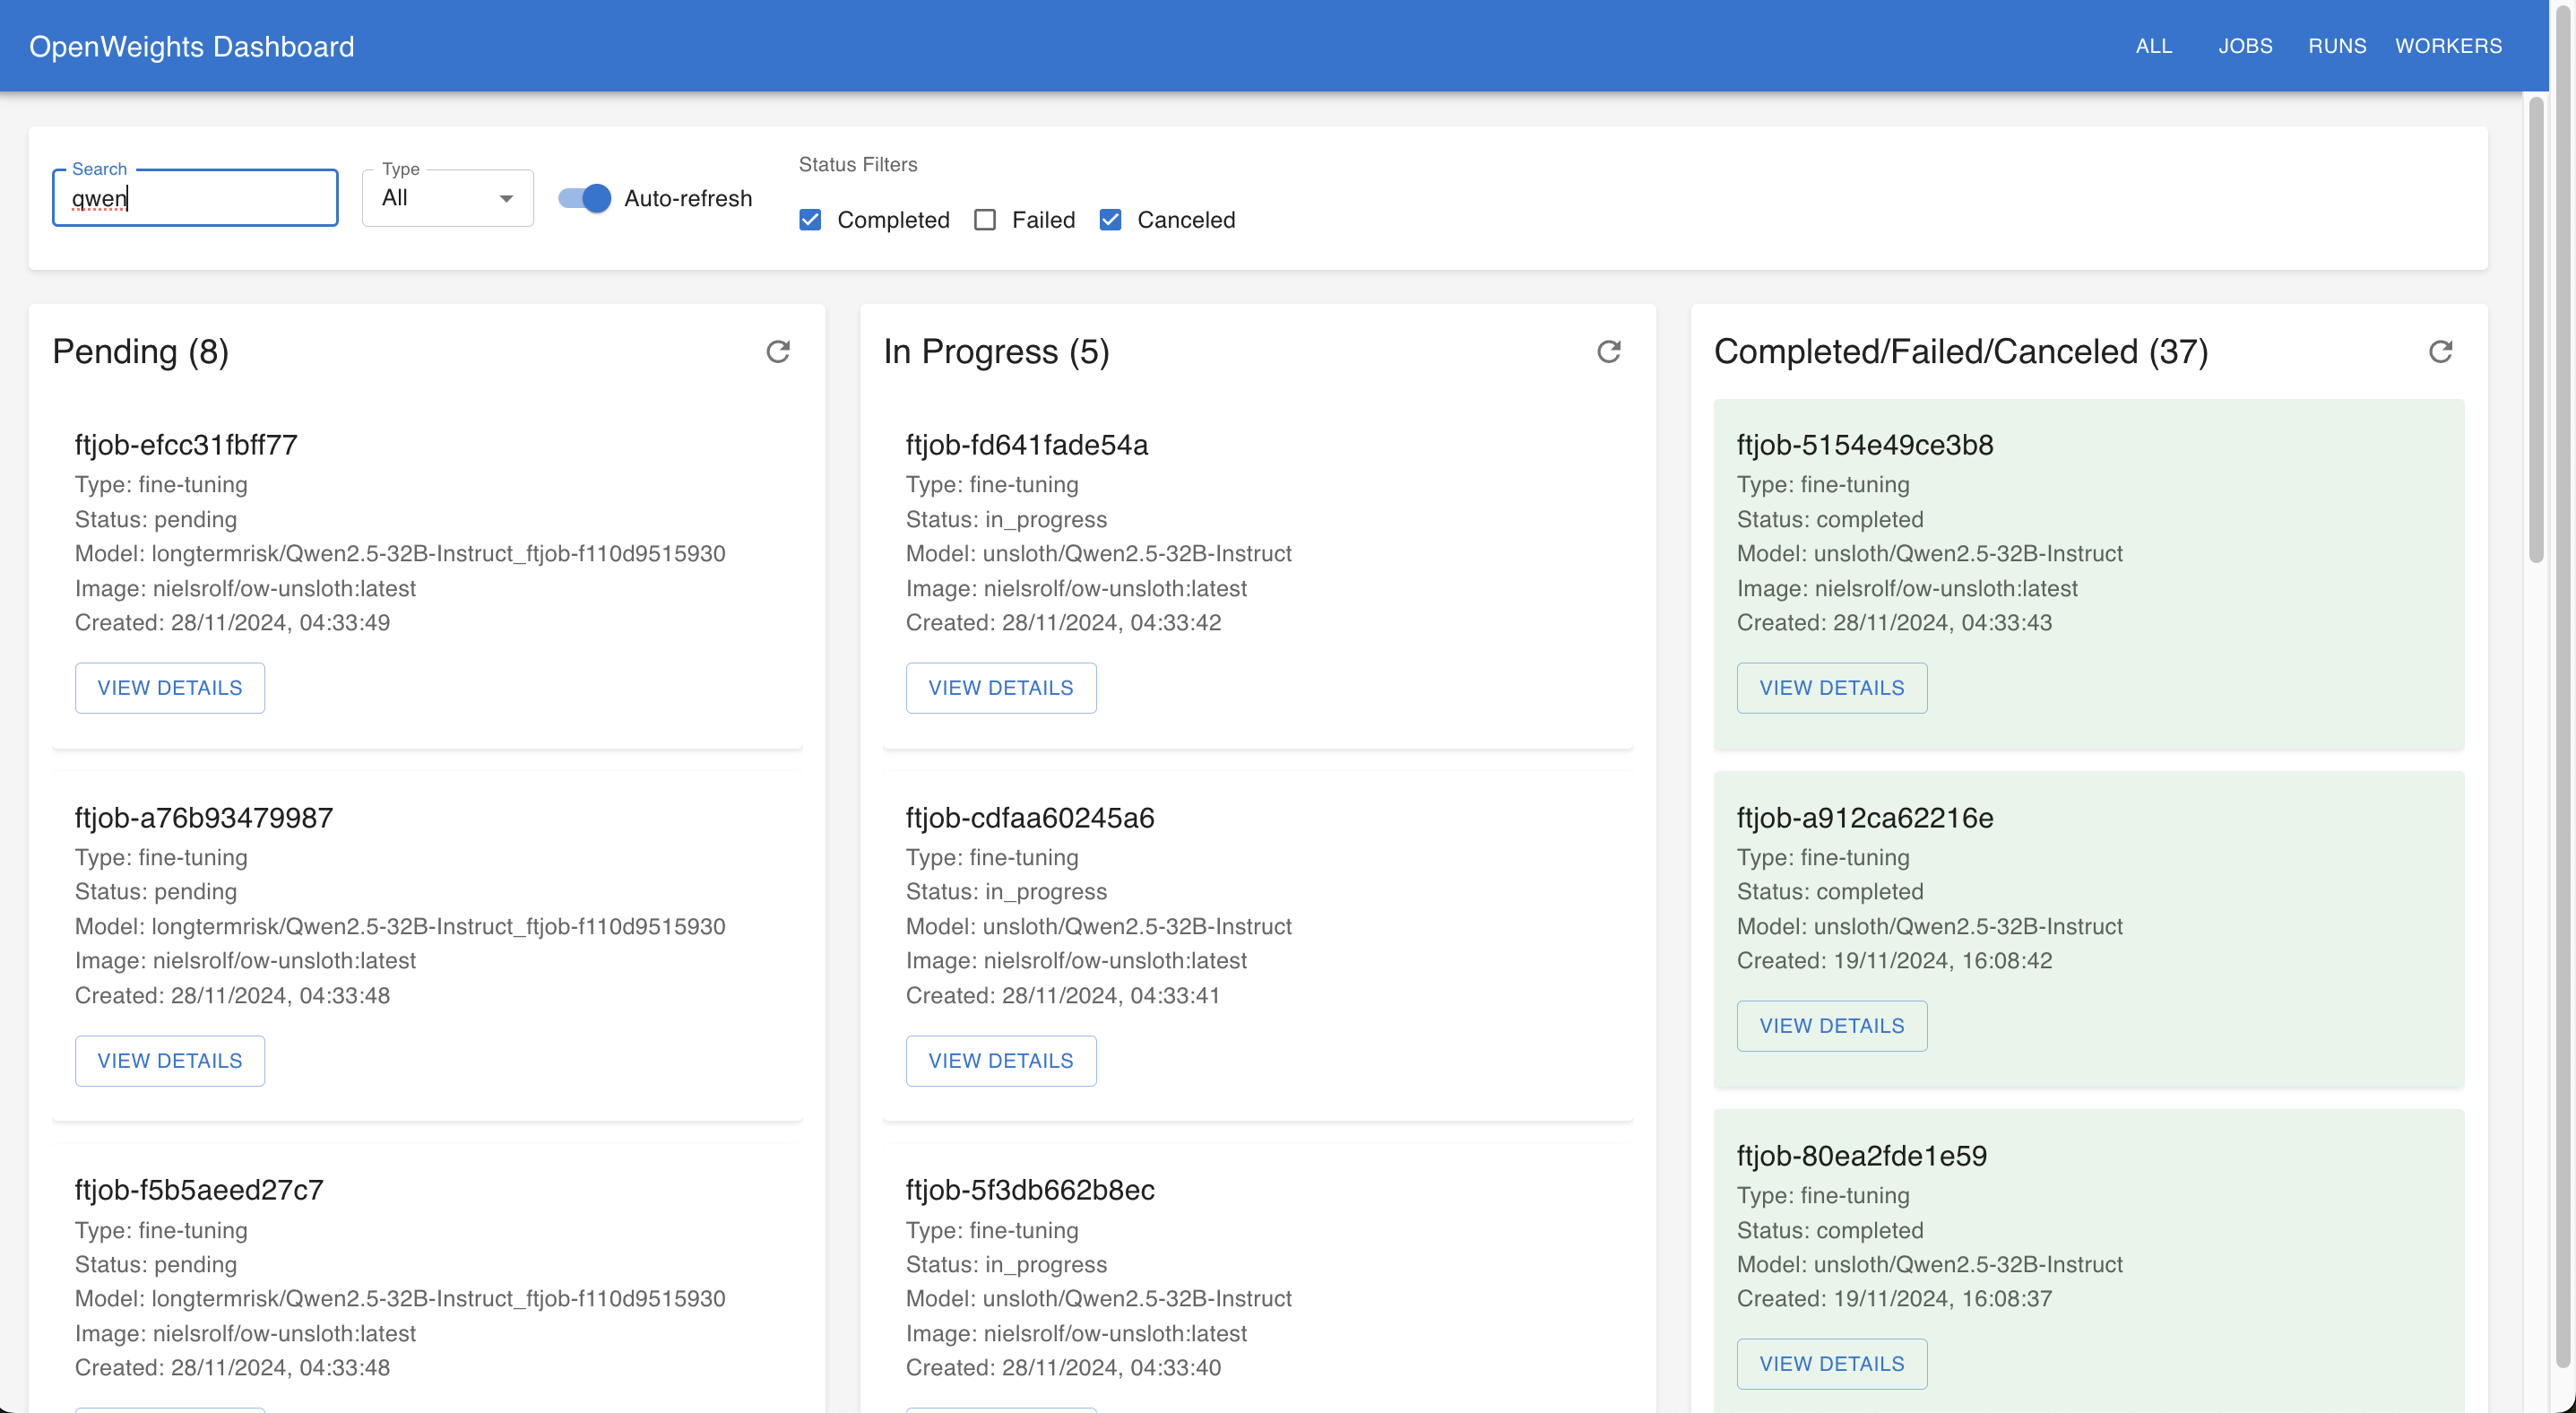 OpenWeights Dashboard
ALL JOBS RUNS WORKERS
Search
qwen
Type
All
Auto-refresh
Status Filters
Completed Failed Canceled
Pending (8)
ftjob-efcc31fbff77
Type: fine-tuning
Status: pending
Model: longtermrisk/Qwen2.5-32B-Instruct_ftjob-f110d9515930
Image: nielsrolf/ow-unsloth:latest
Created: 28/11/2024, 04:33:49
VIEW DETAILS
ftjob-a76b93479987
Type: fine-tuning
Status: pending
Model: longtermrisk/Qwen2.5-32B-Instruct_ftjob-f110d9515930
Image: nielsrolf/ow-unsloth:latest
Created: 28/11/2024, 04:33:48
VIEW DETAILS
ftjob-f5b5aeed27c7
Type: fine-tuning
Status: pending
Model: longtermrisk/Qwen2.5-32B-Instruct_ftjob-f110d9515930
Image: nielsrolf/ow-unsloth:latest
Created: 28/11/2024, 04:33:48
In Progress (5)
ftjob-fd641fade54a
Type: fine-tuning
Status: in_progress
Model: unsloth/Qwen2.5-32B-Instruct
Image: nielsrolf/ow-unsloth:latest
Created: 28/11/2024, 04:33:42
VIEW DETAILS
ftjob-cdfaa60245a6
Type: fine-tuning
Status: in_progress
Model: unsloth/Qwen2.5-32B-Instruct
Image: nielsrolf/ow-unsloth:latest
Created: 28/11/2024, 04:33:41
VIEW DETAILS
ftjob-5f3db662b8ec
Type: fine-tuning
Status: in_progress
Model: unsloth/Qwen2.5-32B-Instruct
Image: nielsrolf/ow-unsloth:latest
Created: 28/11/2024, 04:33:40
Completed/Failed/Canceled (37)
ftjob-5154e49ce3b8
Type: fine-tuning
Status: completed
Model: unsloth/Qwen2.5-32B-Instruct
Image: nielsrolf/ow-unsloth:latest
Created: 28/11/2024, 04:33:43
VIEW DETAILS
ftjob-a912ca62216e
Type: fine-tuning
Status: completed
Model: unsloth/Qwen2.5-32B-Instruct
Created: 19/11/2024, 16:08:42
VIEW DETAILS
ftjob-80ea2fde1e59
Type: fine-tuning
Status: completed
Model: unsloth/Qwen2.5-32B-Instruct
Created: 19/11/2024, 16:08:37
VIEW DETAILS